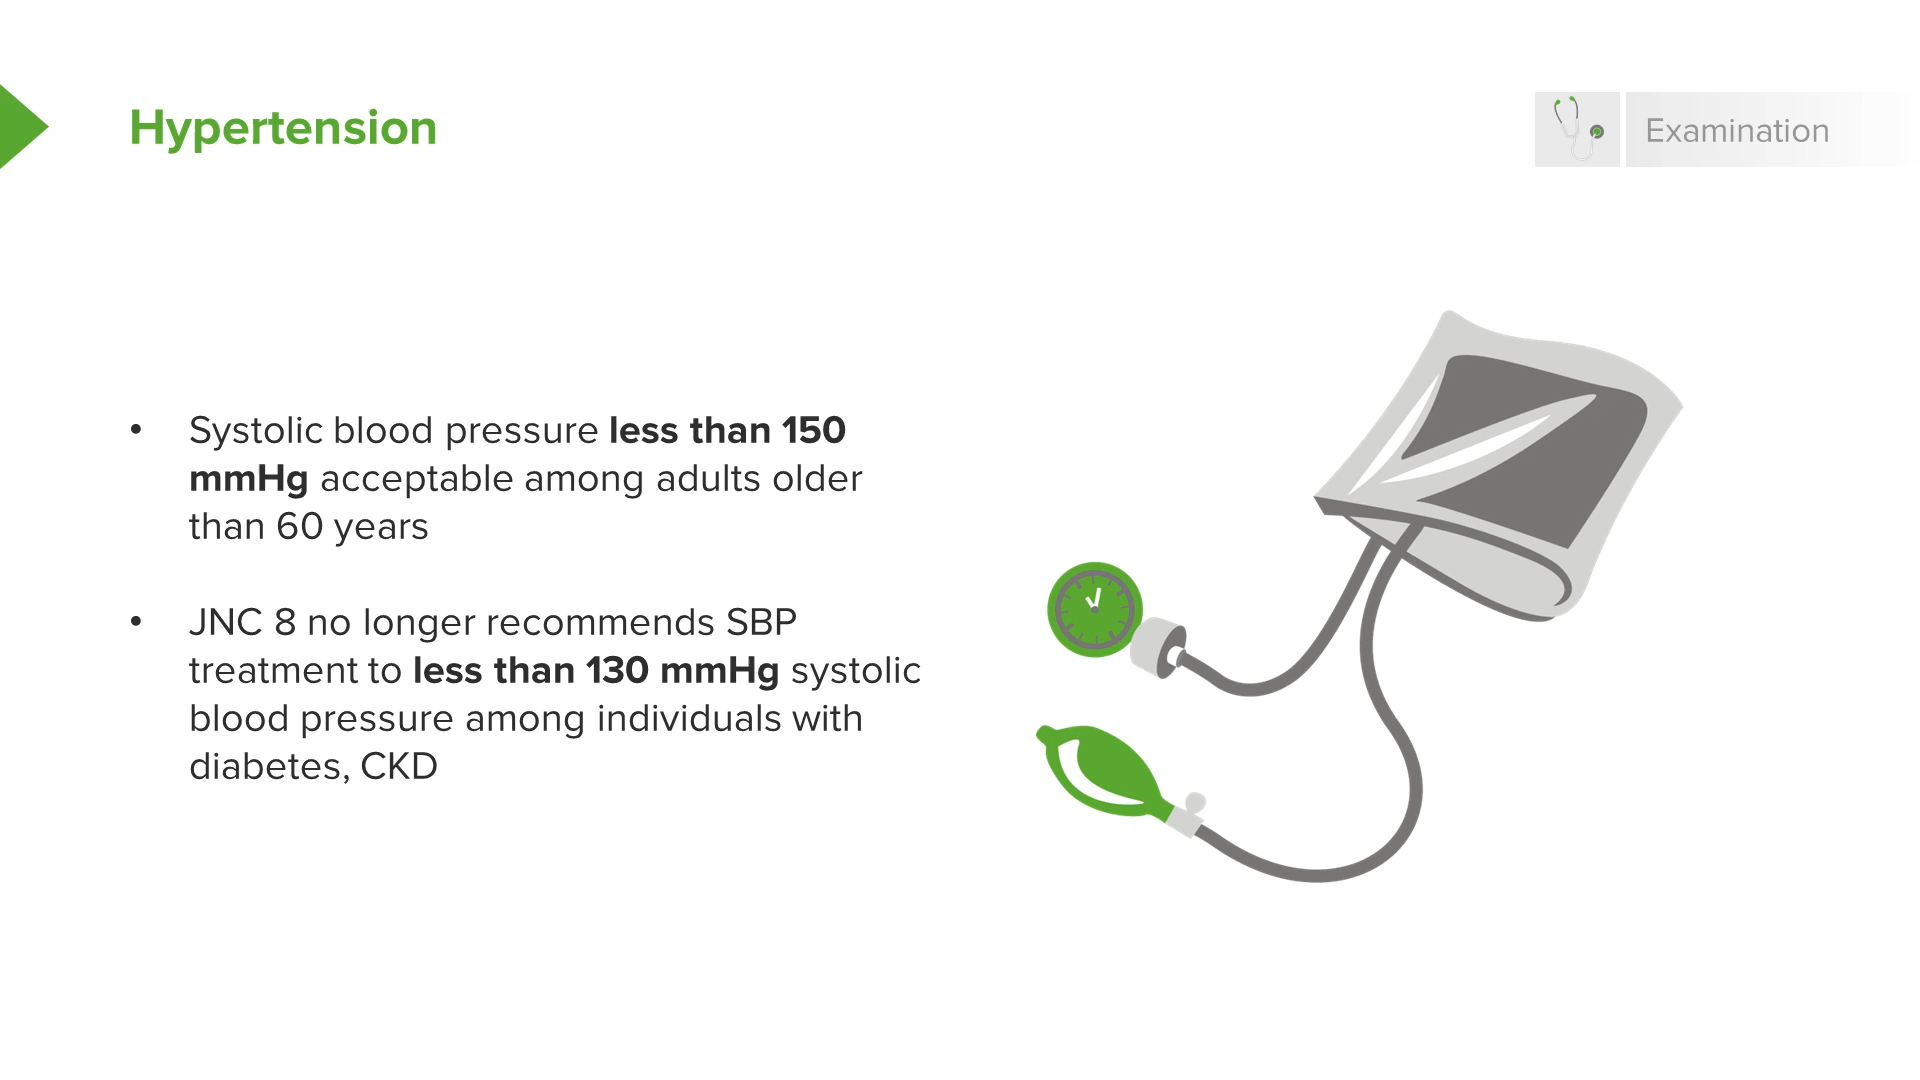 Hypertension
Examination
• Systolic blood pressure less than 150
mmHg acceptable among adults older
than 60 years
• JNC 8 no longer recommends SBP
treatment to less than 130 mmHg systolic
blood pressure among individuals with
diabetes, CKD